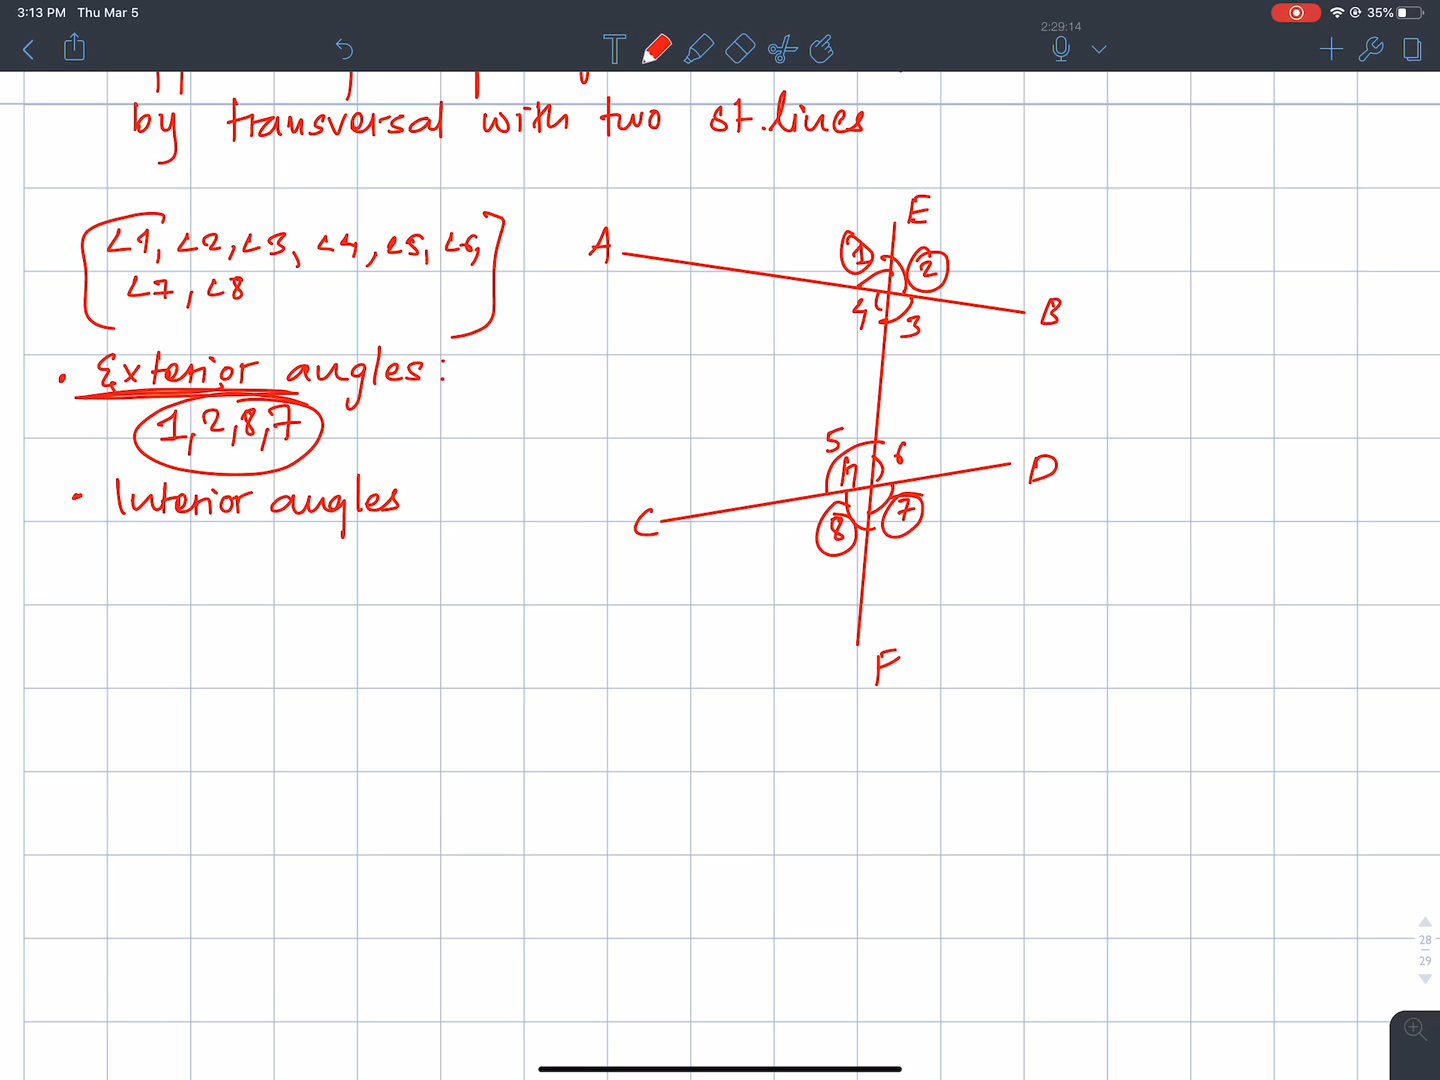 3:13 PM Thu Mar 5
35%
2:29:14
by transversal with two st.lines
∠1, ∠2, ∠3, ∠4, ∠5, ∠6,
∠7, ∠8
• Exterior angles:
1, 2, 8, 7
• Interior angles
E
A
1
2
4
3
B
5
6
D
C
8
7
F
28
29